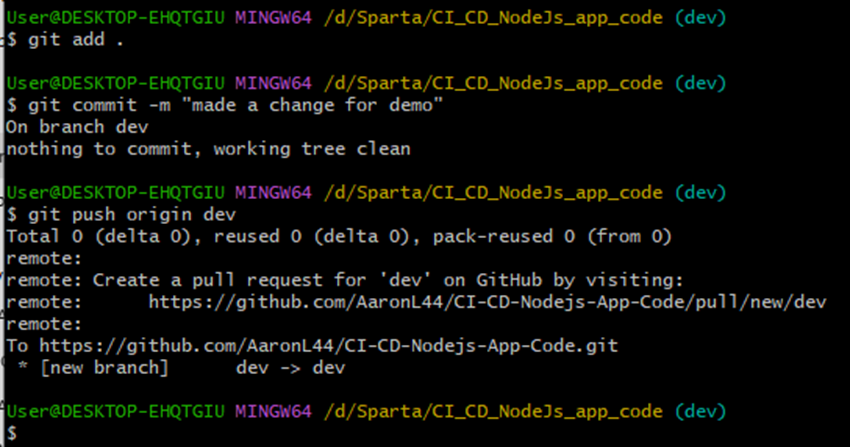 User@DESKTOP-EHQTGIU MINGW64 /d/Sparta/CI_CD_NodeJs_app_code (dev)
$ git add .
User@DESKTOP-EHQTGIU MINGW64 /d/Sparta/CI_CD_NodeJs_app_code (dev)
$ git commit -m "made a change for demo"
On branch dev
nothing to commit, working tree clean
User@DESKTOP-EHQTGIU MINGW64 /d/Sparta/CI_CD_NodeJs_app_code (dev)
$ git push origin dev
Total 0 (delta 0), reused 0 (delta 0), pack-reused 0 (from 0)
remote:
remote: Create a pull request for 'dev' on GitHub by visiting:
remote:      https://github.com/AaronL44/CI-CD-Nodejs-App-Code/pull/new/dev
remote:
To https://github.com/AaronL44/CI-CD-Nodejs-App-Code.git
 * [new branch]      dev -> dev
User@DESKTOP-EHQTGIU MINGW64 /d/Sparta/CI_CD_NodeJs_app_code (dev)
$